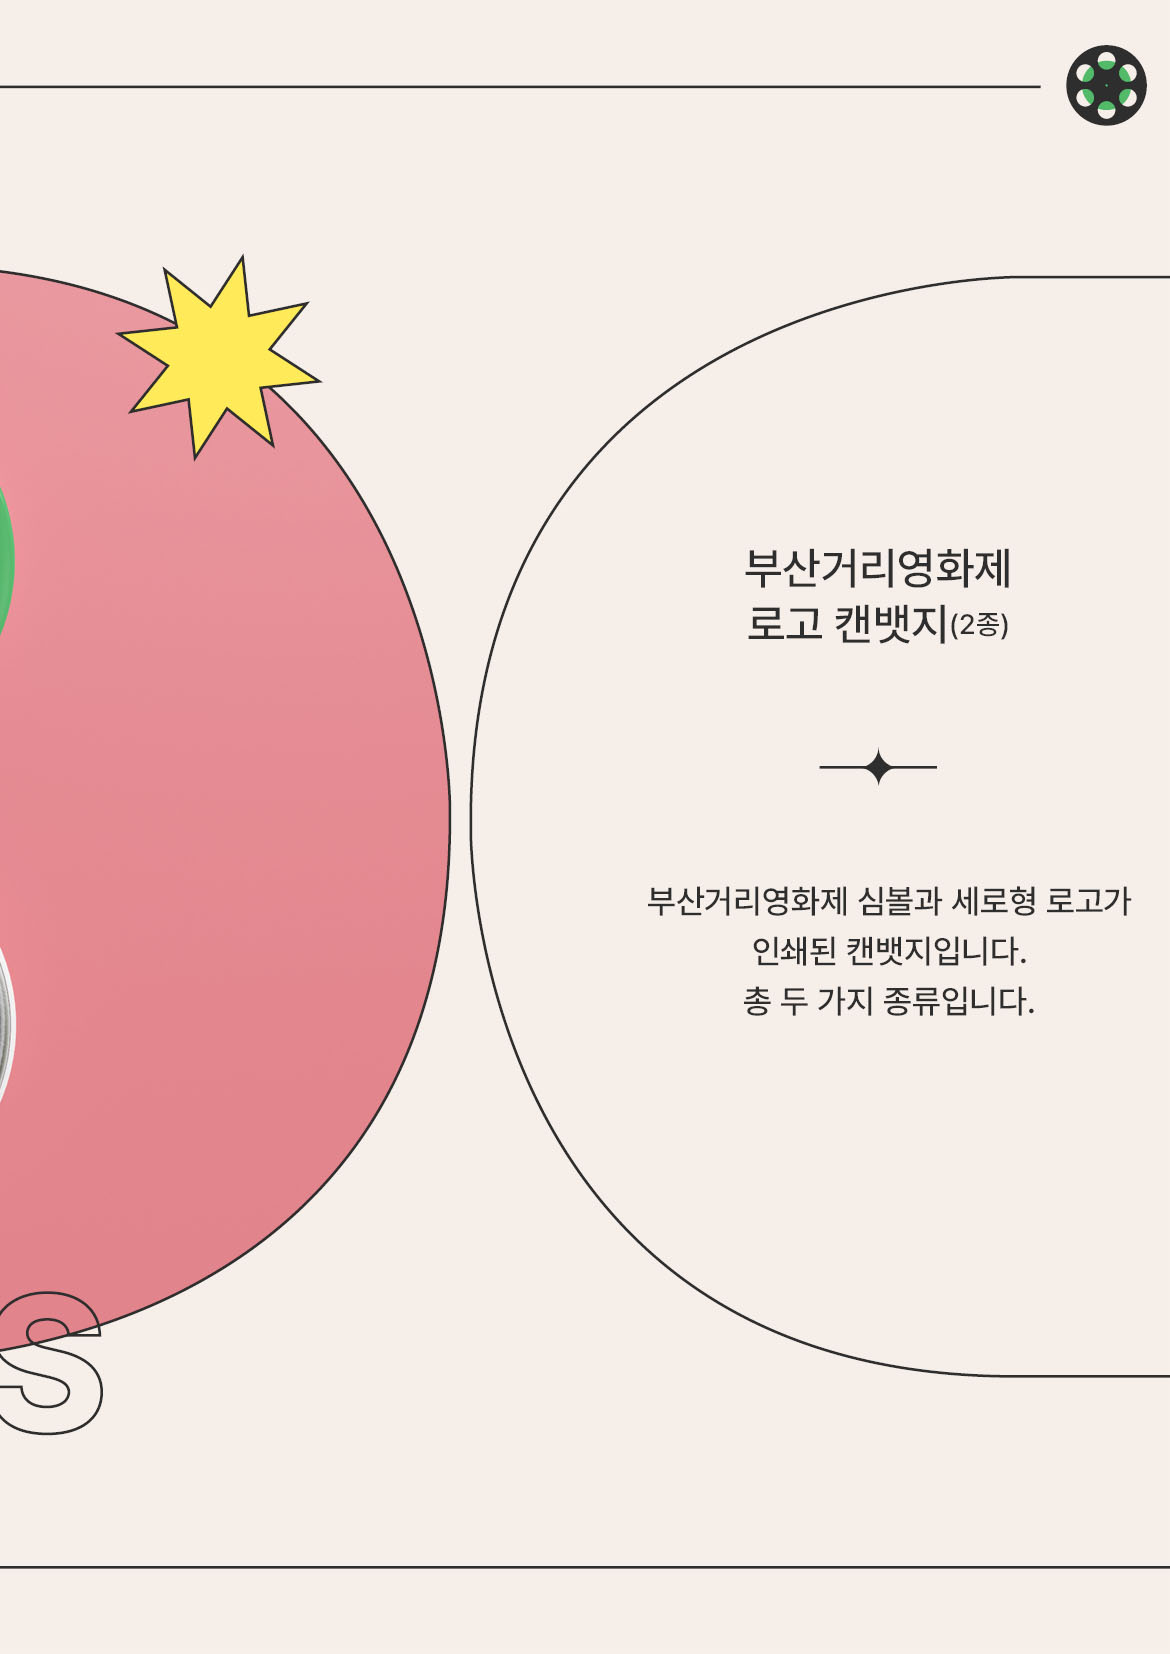 부산거리영화제
로고 캔뱃지(2종)
부산거리영화제 심볼과 세로형 로고가
인쇄된 캔뱃지입니다.
총 두 가지 종류입니다.
S